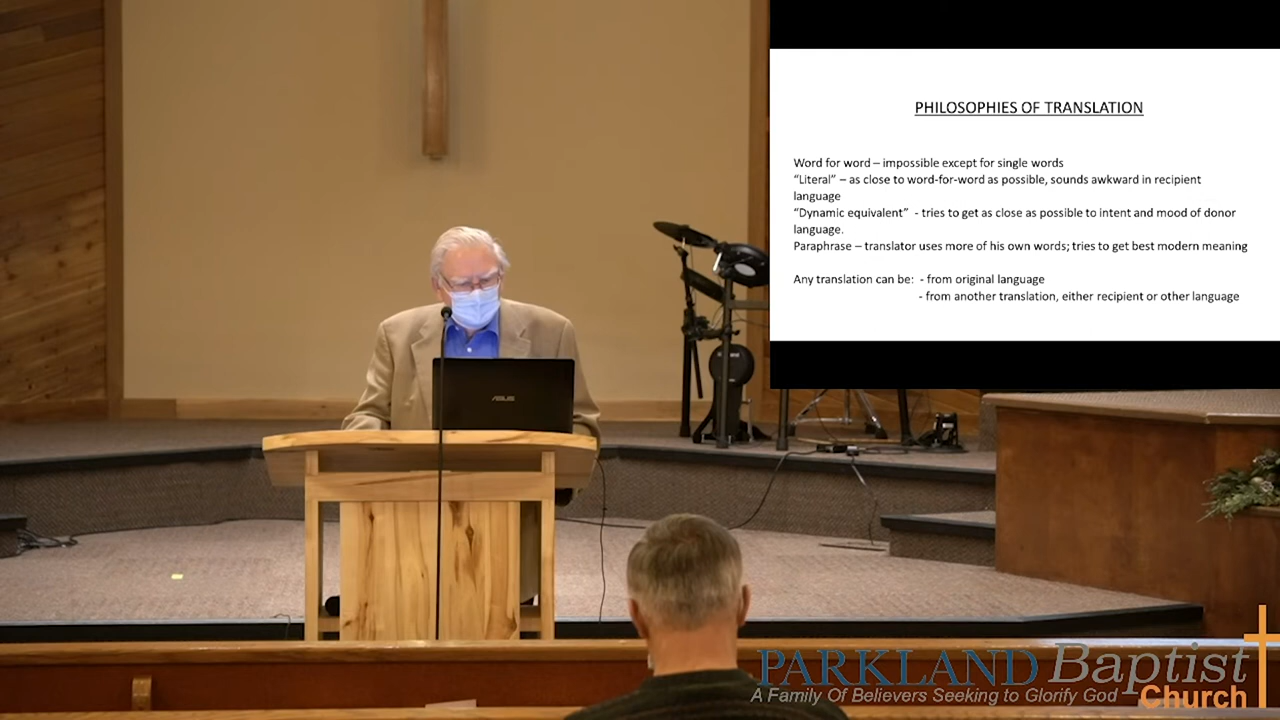 PHILOSOPHIES OF TRANSLATION
Word for word – impossible except for single words
“Literal” – as close to word-for-word as possible, sounds awkward in recipient
language
“Dynamic equivalent”  - tries to get as close as possible to intent and mood of donor
language.
Paraphrase – translator uses more of his own words; tries to get best modern meaning
Any translation can be:  - from original language
- from another translation, either recipient or other language
ASUS
PARKLAND Baptist
A Family Of Believers Seeking to Glorify God
Church